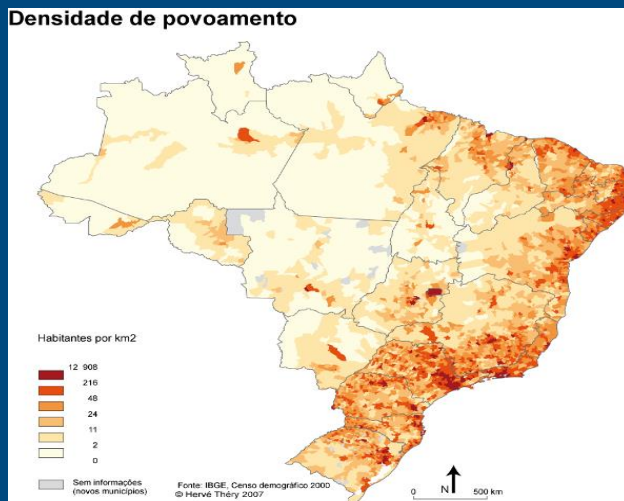 Densidade de povoamento
Habitantes por km2
12 908
216
48
24
11
2
0
Sem informações
(novos municípios)
Fonte: IBGE, Censo demográfico 2000
© Hervé Théry 2007
N
0 500 km